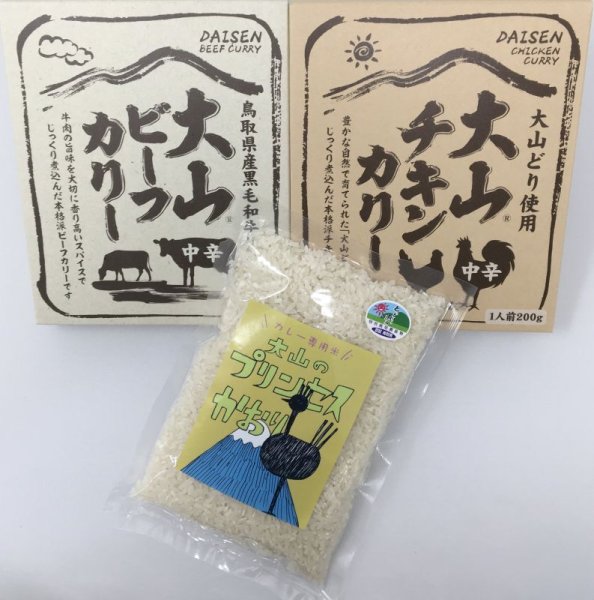 DAISEN
BEEF CURRY
大山
ビーフ
カリー
鳥取県産黒毛和牛
牛肉の旨味を大切に香り高いスパイスで
じっくり煮込んだ本格派ビーフカリーです
中辛
DAISEN
CHICKEN
CURRY
大山どり使用
大山
チキン
カリー
豊かな自然で育てられた「大山ど
じっくり煮込んだ本格派チキ
中辛
1人前200g
カレー専用米
大山の
プリンセス
かおり